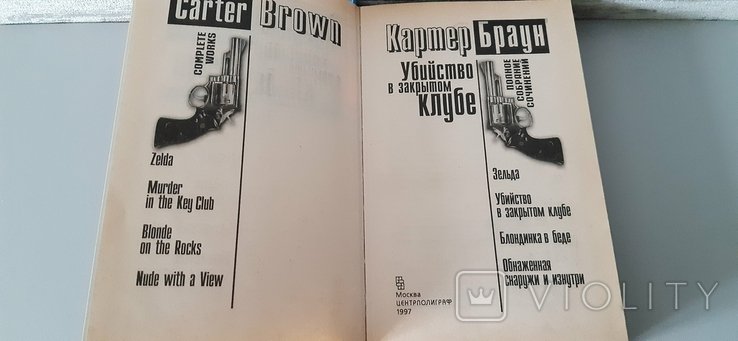 Carter Brown
COMPLETE
WORKS
Zelda
Murder
in the Key Club
Blonde
on the Rocks
Nude with a View
Картер Браун
Убийство
в закрытом
клубе
ПОЛНОЕ
СОБРАНИЕ
СОЧИНЕНИЙ
Зельда
Убийство
в закрытом клубе
Блондинка в беде
Обнаженная
снаружи и изнутри
Москва
ЦЕНТРПОЛИГРАФ
1997
VIOLITY